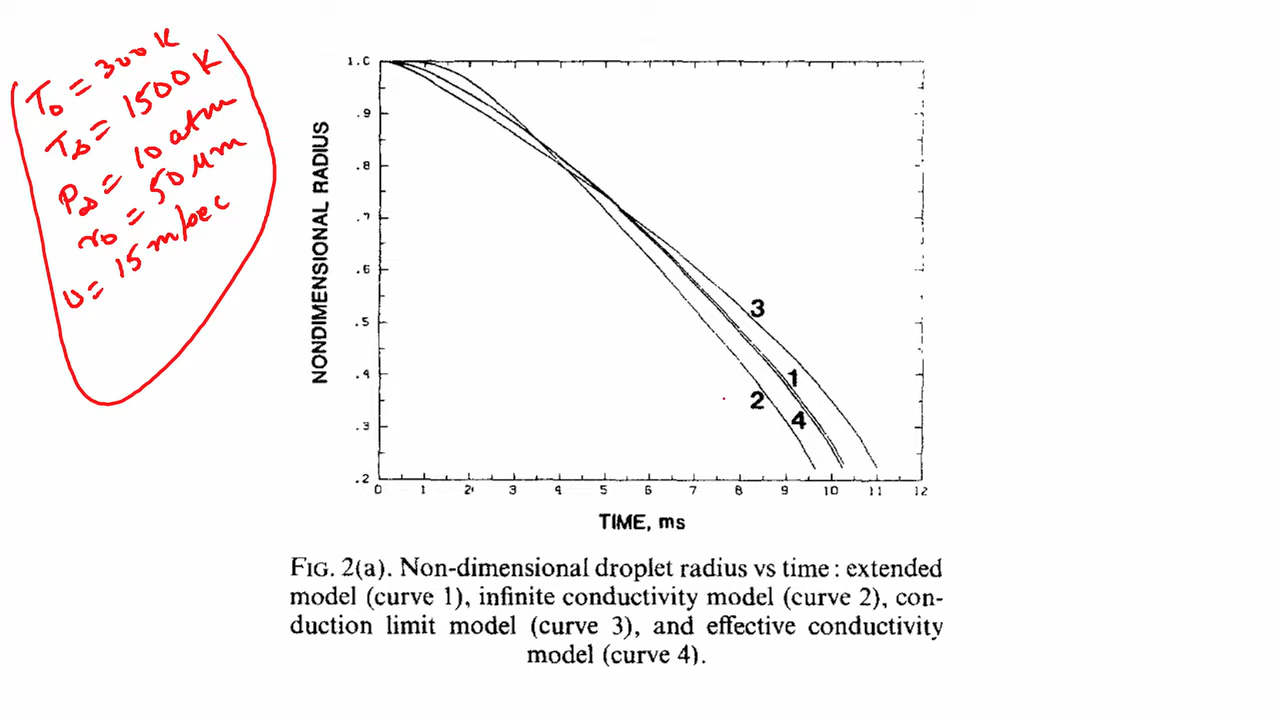 T₀ = 300 K
T∞ = 1500 K
P∞ = 10 atm
r₀ = 50 μm
U = 15 m/sec
NONDIMENSIONAL RADIUS
1.0
.9
.8
.7
.6
.5
.4
.3
.2
3
1
2
4
0 1 2 3 4 5 6 7 8 9 10 11 12
TIME, ms
FIG. 2(a). Non-dimensional droplet radius vs time : extended
model (curve 1), infinite conductivity model (curve 2), con-
duction limit model (curve 3), and effective conductivity
model (curve 4).